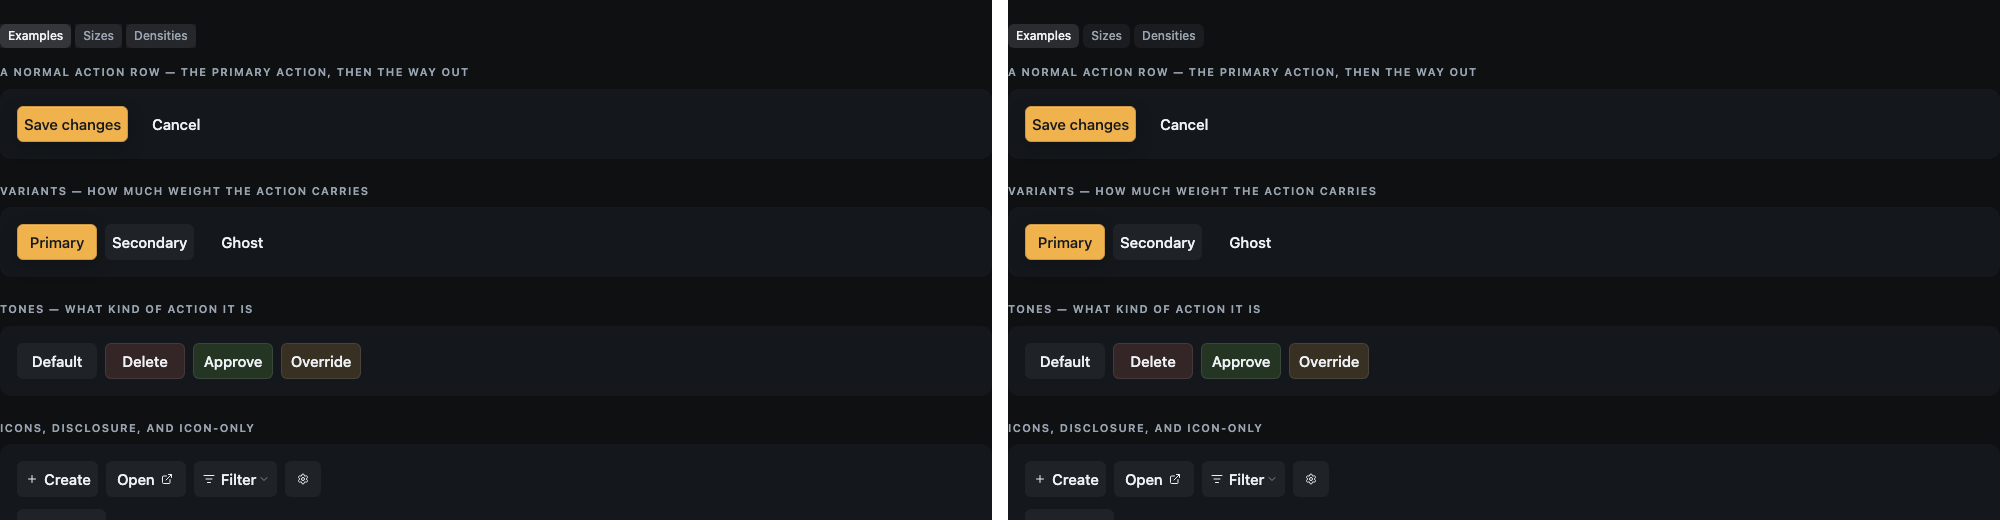 Examples Sizes Densities
A NORMAL ACTION ROW — THE PRIMARY ACTION, THEN THE WAY OUT
Save changes Cancel
VARIANTS — HOW MUCH WEIGHT THE ACTION CARRIES
Primary Secondary Ghost
TONES — WHAT KIND OF ACTION IT IS
Default Delete Approve Override
ICONS, DISCLOSURE, AND ICON-ONLY
Create Open Filter
Examples Sizes Densities
A NORMAL ACTION ROW — THE PRIMARY ACTION, THEN THE WAY OUT
Save changes Cancel
VARIANTS — HOW MUCH WEIGHT THE ACTION CARRIES
Primary Secondary Ghost
TONES — WHAT KIND OF ACTION IT IS
Default Delete Approve Override
ICONS, DISCLOSURE, AND ICON-ONLY
Create Open Filter